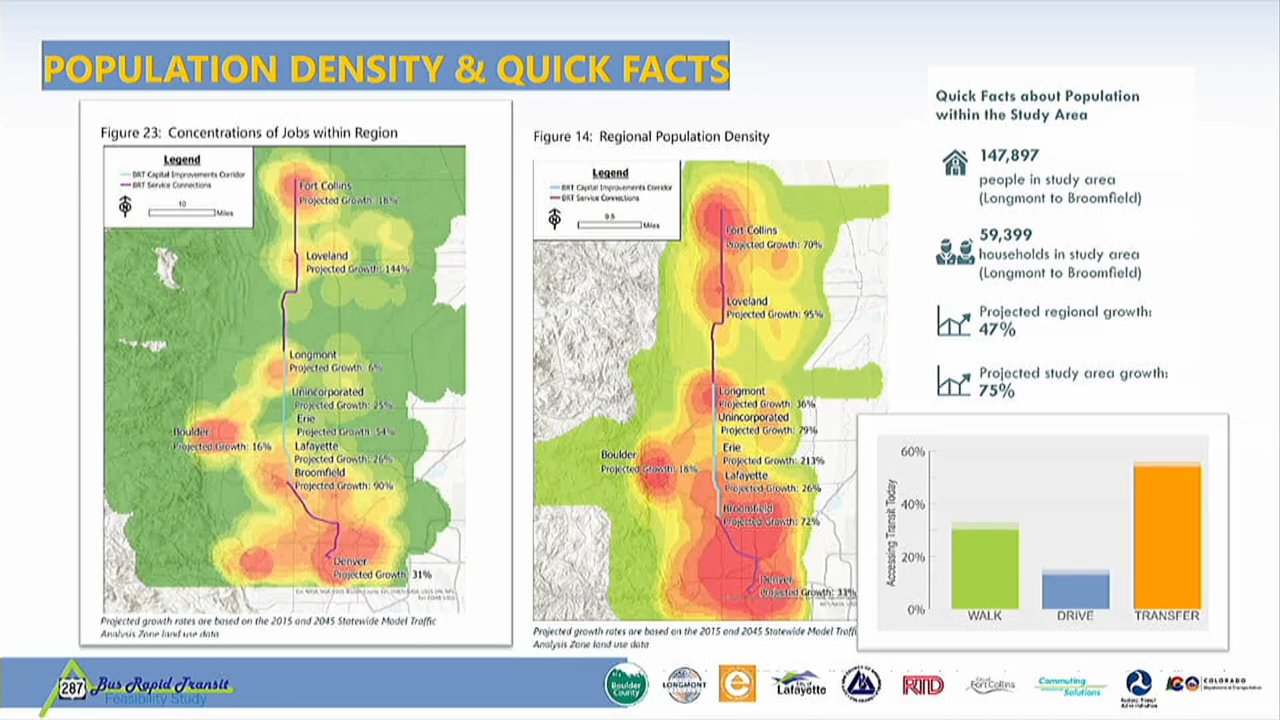 POPULATION DENSITY & QUICK FACTS
Figure 23: Concentrations of Jobs within Region
Legend
BRT Capital Improvements Corridor
BRT Service Connections
10
Miles
Fort Collins
Projected Growth: 18%
Loveland
Projected Growth: 144%
Longmont
Projected Growth: 6%
Unincorporated
Projected Growth: 25%
Erie
Projected Growth: 54%
Boulder
Projected Growth: 16%
Lafayette
Projected Growth: 26%
Broomfield
Projected Growth: 90%
Denver
Projected Growth: 31%
Projected growth rates are based on the 2015 and 2045 Statewide Model Traffic
Analysis Zone land use data
Figure 14: Regional Population Density
Legend
BRT Capital Improvements Corridor
BRT Service Connections
9.5
Miles
Fort Collins
Projected Growth: 70%
Loveland
Projected Growth: 95%
Longmont
Projected Growth: 36%
Unincorporated
Projected Growth: 79%
Erie
Projected Growth: 213%
Boulder
Projected Growth: 18%
Lafayette
Projected Growth: 26%
Broomfield
Projected Growth: 72%
Denver
Projected Growth: 33%
Projected growth rates are based on the 2015 and 2045 Statewide Model Traffi
Analysis Zone land use data
Quick Facts about Population
within the Study Area
147,897
people in study area
(Longmont to Broomfield)
59,399
households in study area
(Longmont to Broomfield)
Projected regional growth:
47%
Projected study area growth:
75%
Accessing Transit Today
60%
40%
20%
0%
WALK
DRIVE
TRANSFER
287
Bus Rapid Transit
Feasibility Study
Boulder
County
LONGMONT
e
Lafayette
RTD
Fort Collins
Commuting
Solutions
Federal Transit
Administration
COLORADO
Department of Transportation